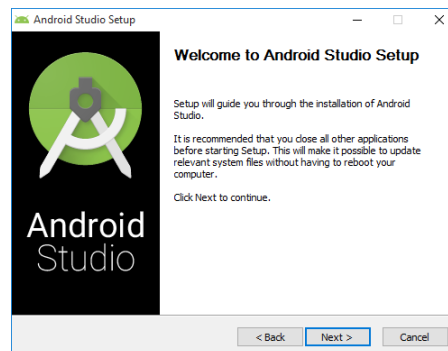 Android Studio Setup
Welcome to Android Studio Setup
Setup will guide you through the installation of Android
Studio.
It is recommended that you close all other applications
before starting Setup. This will make it possible to update
relevant system files without having to reboot your
computer.
Click Next to continue.
Android
Studio
< Back
Next >
Cancel